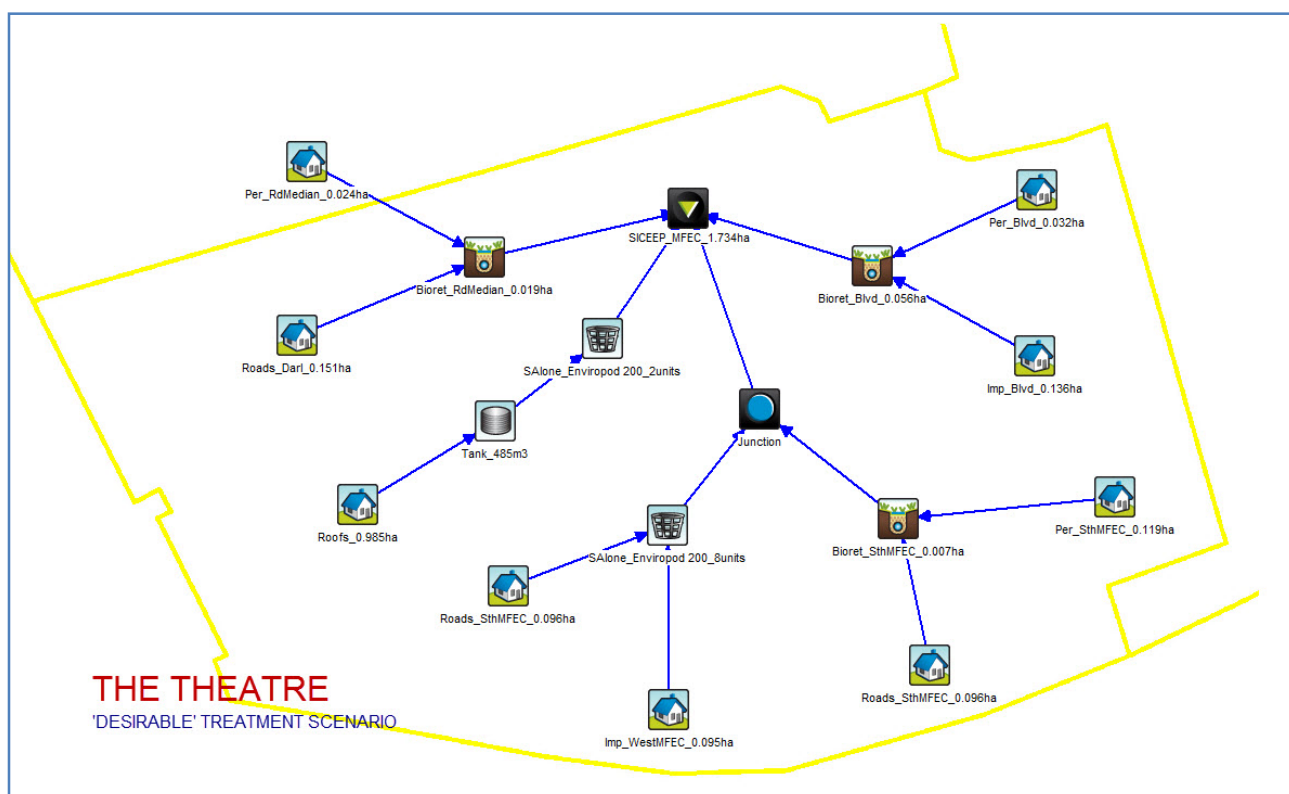 Per_RdMedian_0.024ha
Per_Blvd_0.032ha
SICEEP_MFEC_1.734ha
Bioret_RdMedian_0.019ha
Bioret_Blvd_0.056ha
Roads_Darl_0.151ha
SAlone_Enviropod 200_2units
Imp_Blvd_0.136ha
Junction
Tank_485m3
Roofs_0.985ha
Per_SthMFEC_0.119ha
SAlone_Enviropod 200_8units
Bioret_SthMFEC_0.007ha
Roads_SthMFEC_0.096ha
Roads_SthMFEC_0.096ha
THE THEATRE
'DESIRABLE' TREATMENT SCENARIO
Imp_WestMFEC_0.095ha